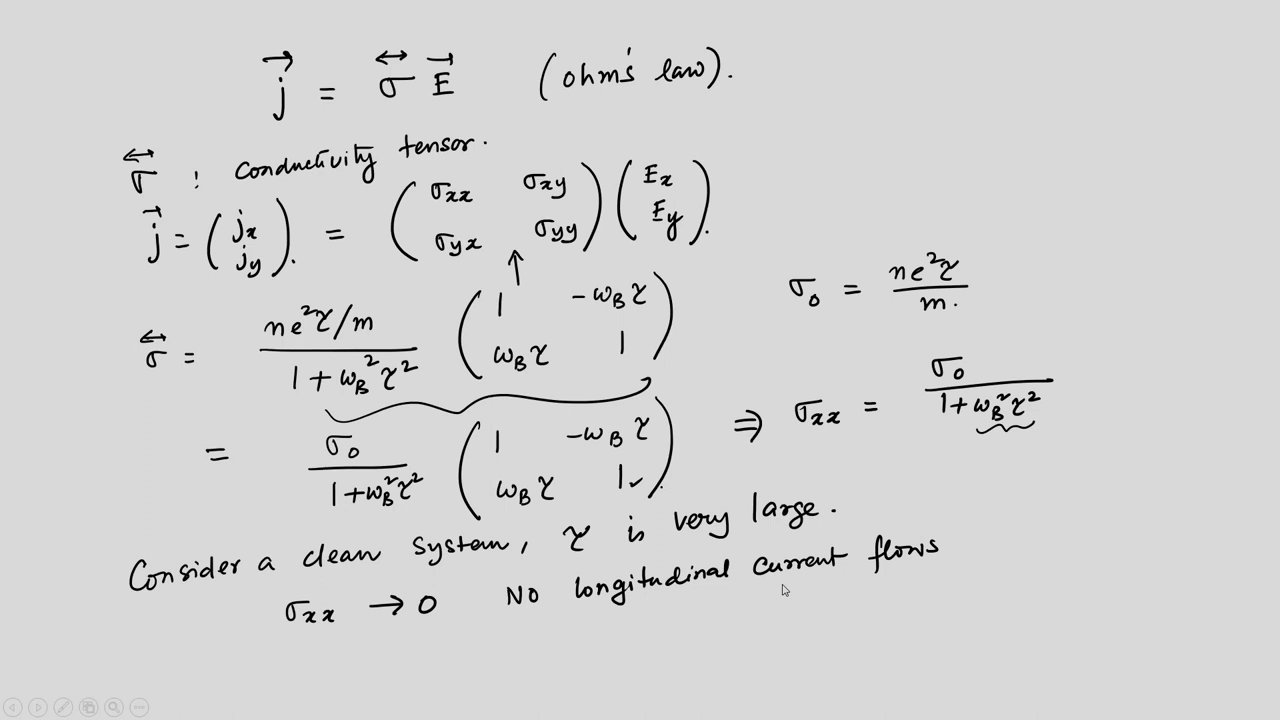 j⃗ = σ⃡ E⃗ (ohm's law).
σ⃡ : Conductivity tensor.
j⃗ = (jx jy). = (σxx σxy σyx σyy) (Ex Ey).
σ⃡ = ne²τ/m / 1 + ωB²τ² (1 -ωBτ ωBτ 1)
σ₀ = ne²τ / m.
= σ₀ / 1+ωB²τ² (1 -ωBτ ωBτ 1). ⇒ σxx = σ₀ / 1+ωB²τ²
Consider a clean system, τ is very large.
σxx → 0 No longitudinal current flows